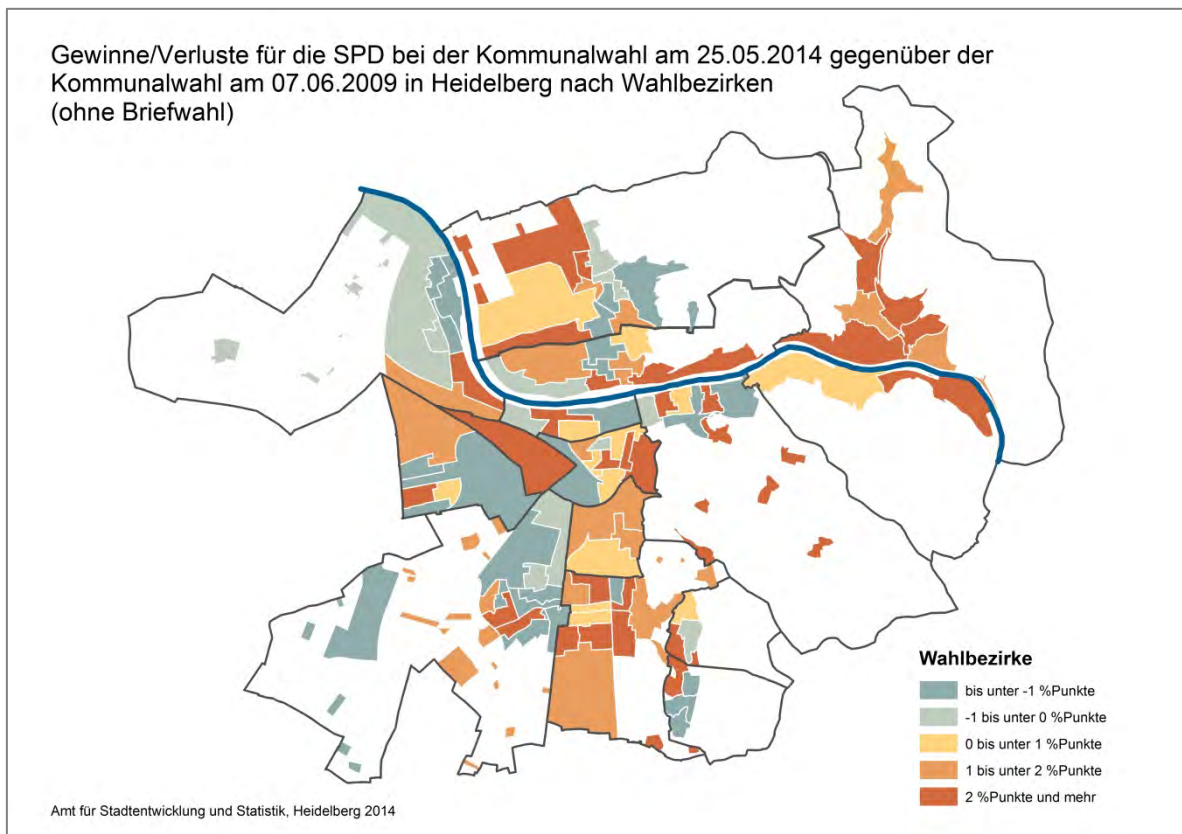 Gewinne/Verluste für die SPD bei der Kommunalwahl am 25.05.2014 gegenüber der
Kommunalwahl am 07.06.2009 in Heidelberg nach Wahlbezirken
(ohne Briefwahl)
Wahlbezirke
bis unter -1 %Punkte
-1 bis unter 0 %Punkte
0 bis unter 1 %Punkte
1 bis unter 2 %Punkte
2 %Punkte und mehr
Amt für Stadtentwicklung und Statistik, Heidelberg 2014